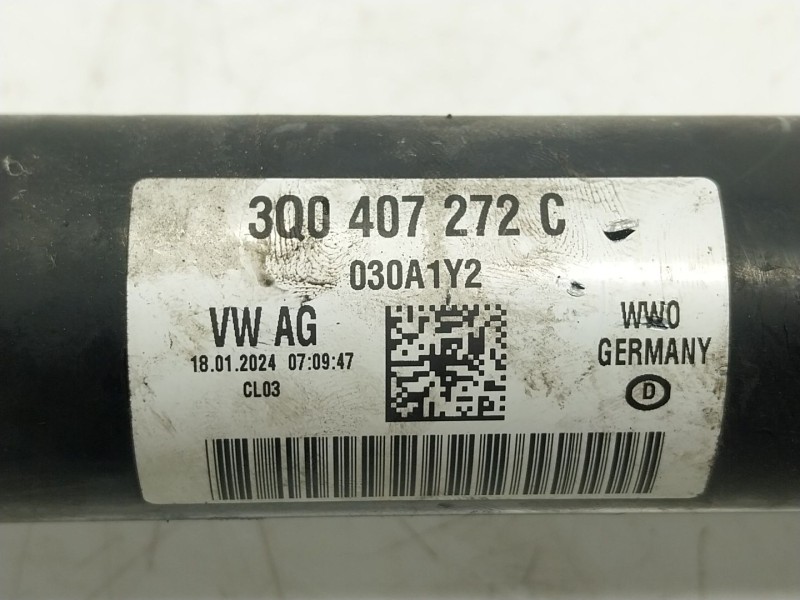 3Q0 407 272 C
030A1Y2
VW AG
18.01.2024 07:09:47
CL03
WWO
GERMANY
D